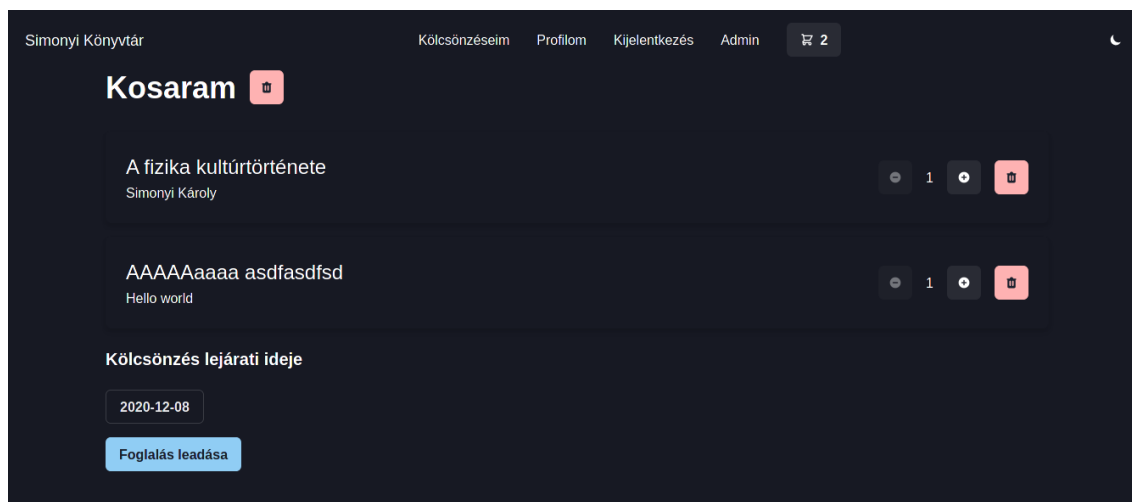 Simonyi Könyvtár Kölcsönzéseim Profilom Kijelentkezés Admin 2
Kosaram
A fizika kultúrtörténete
Simonyi Károly
1
AAAAAaaaa asdfasdfsd
Hello world
1
Kölcsönzés lejárati ideje
2020-12-08
Foglalás leadása